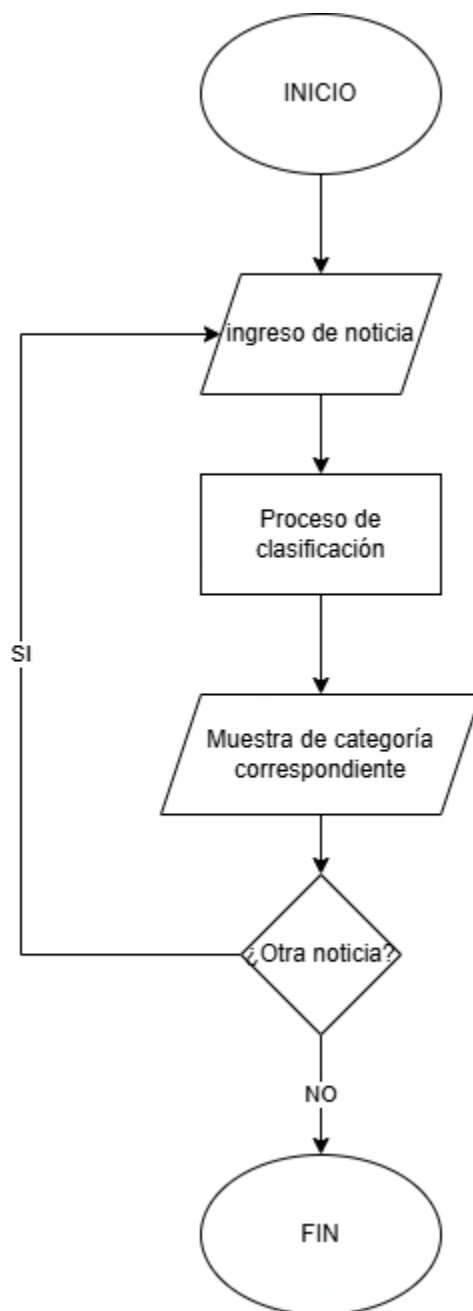 INICIO
ingreso de noticia
Proceso de
clasificación
SI
Muestra de categoría
correspondiente
¿Otra noticia?
NO
FIN